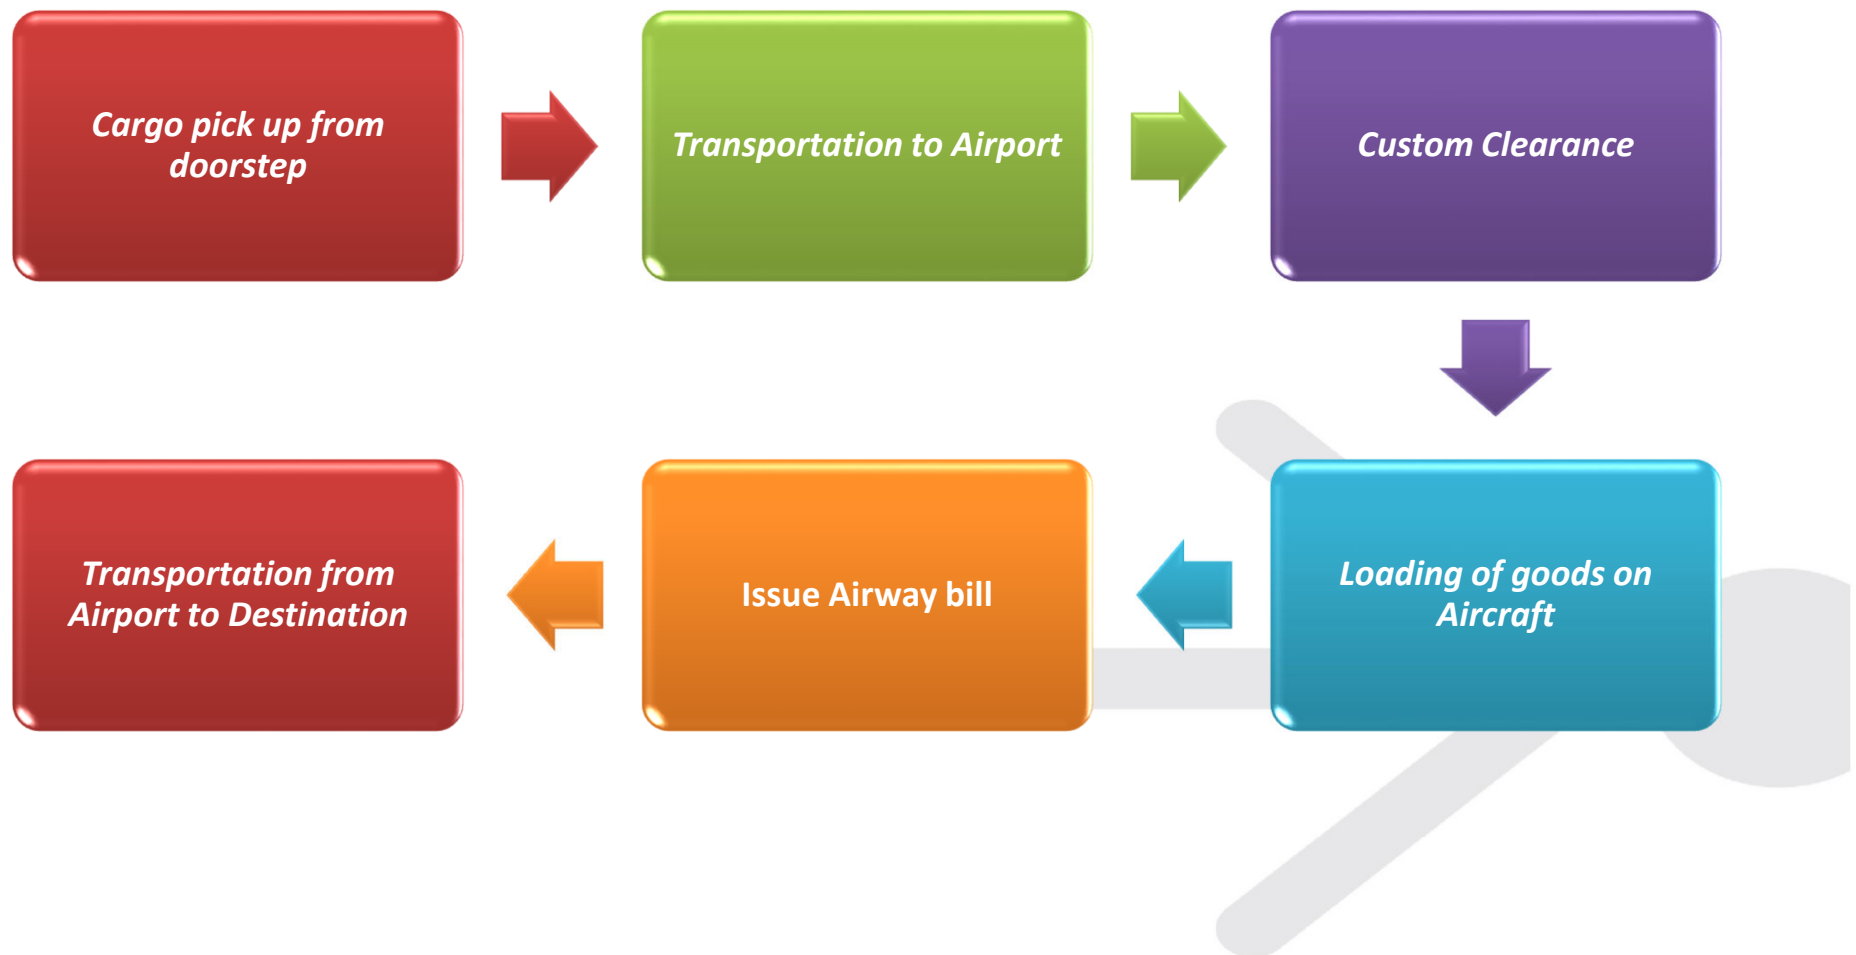 Cargo pick up from
doorstep
Transportation to Airport
Custom Clearance
Loading of goods on
Aircraft
Issue Airway bill
Transportation from
Airport to Destination